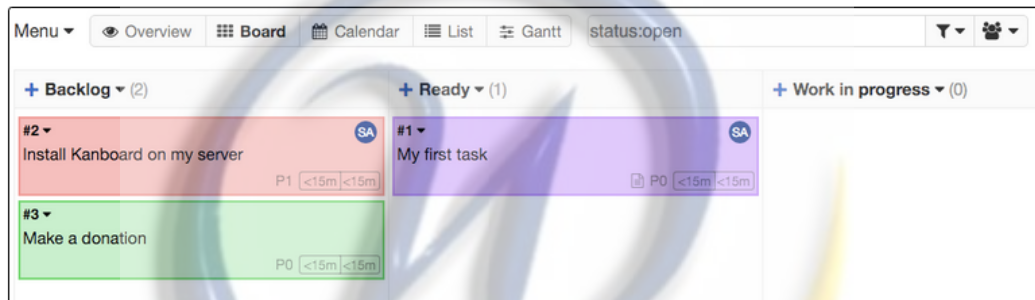 Menu Overview Board Calendar List Gantt status:open
+ Backlog (2)
+ Ready (1)
+ Work in progress (0)
#2 SA
Install Kanboard on my server
P1 <15m <15m
#1 SA
My first task
P0 <15m <15m
#3
Make a donation
P0 <15m <15m